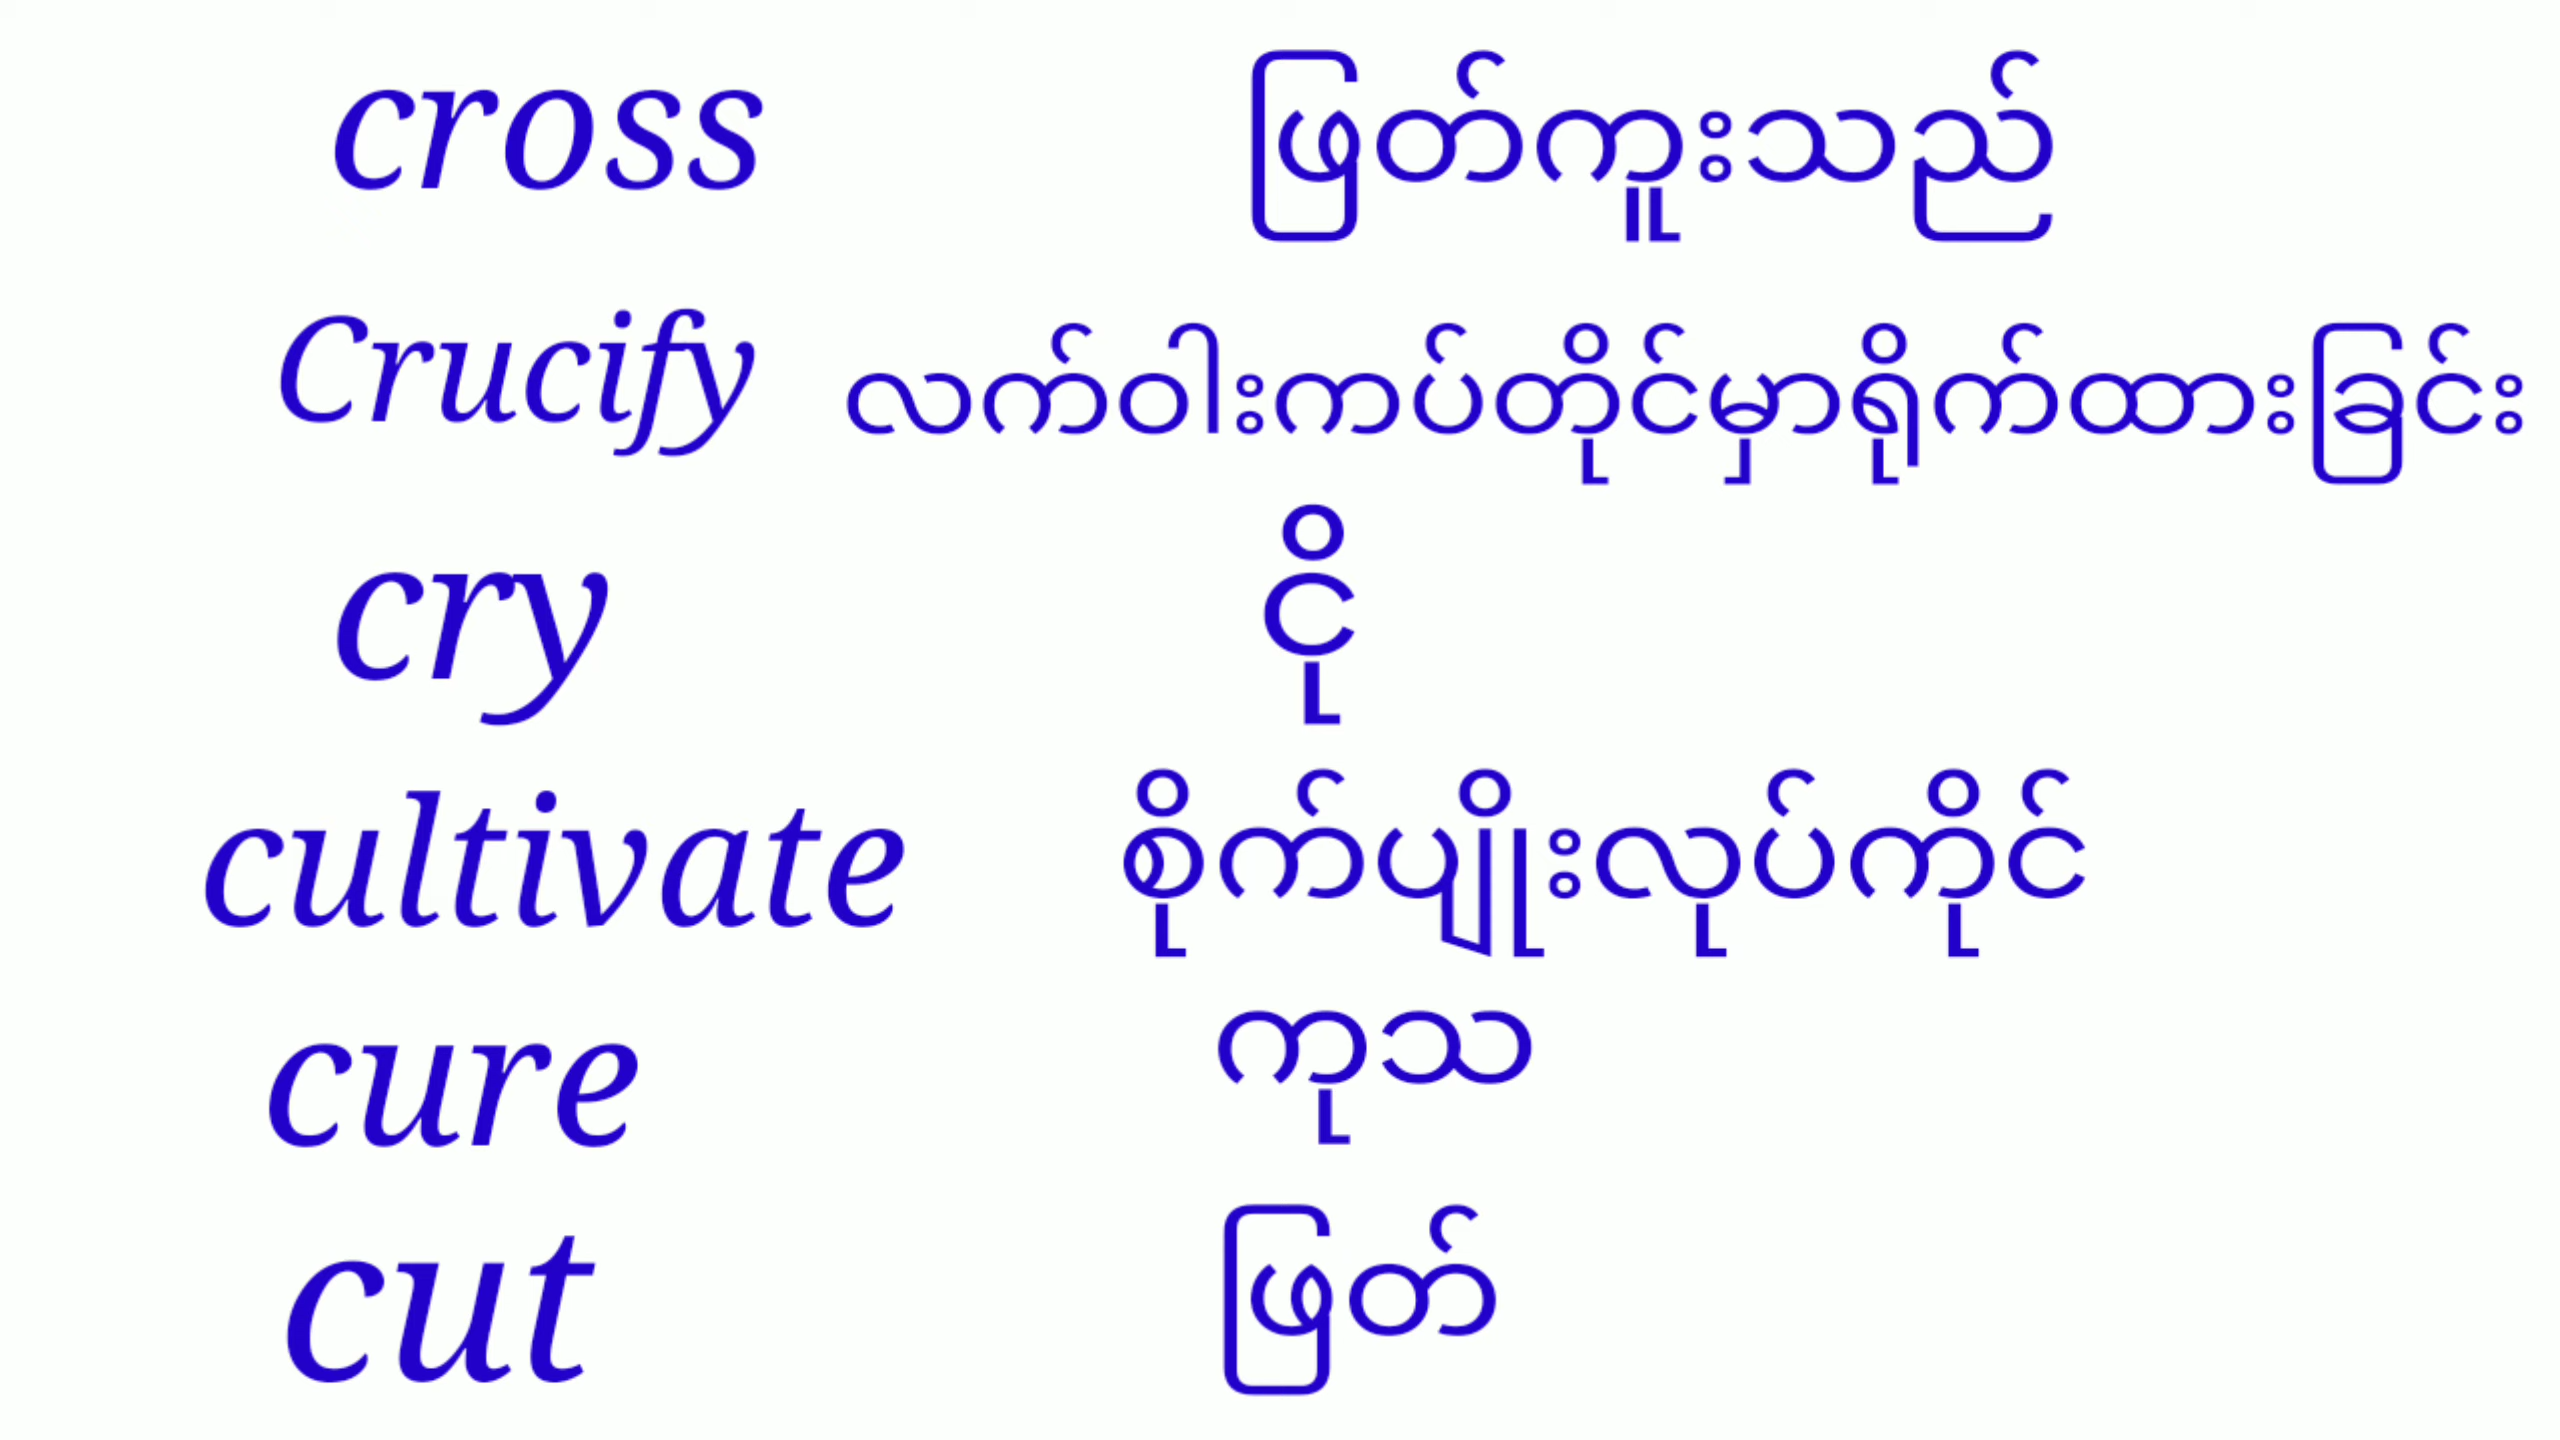 cross ဖြတ်ကူးသည်
Crucify လက်ဝါးကပ်တိုင်မှာရိုက်ထားခြင်း
cry ငို
cultivate စိုက်ပျိုးလုပ်ကိုင်
cure ကုသ
cut ဖြတ်